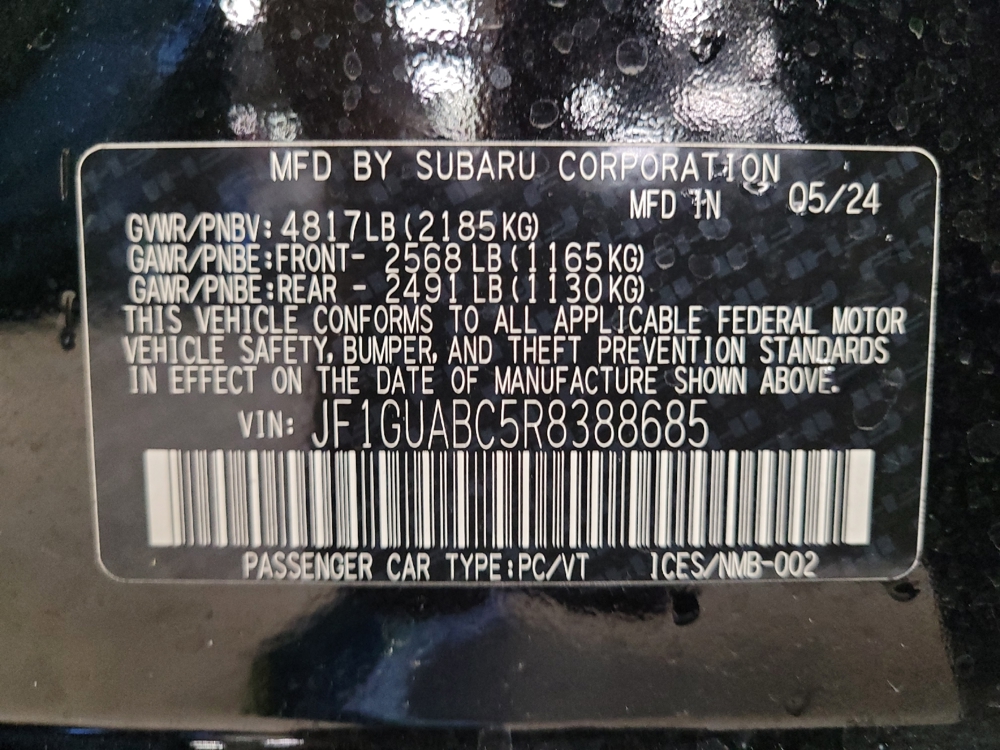 MFD BY SUBARU CORPORATION
MFD IN 05/24
GVWR/PNBV: 4817LB(2185KG)
GAWR/PNBE:FRONT- 2568 LB(1165KG)
GAWR/PNBE:REAR - 2491 LB(1130KG)
THIS VEHICLE CONFORMS TO ALL APPLICABLE FEDERAL MOTOR
VEHICLE SAFETY, BUMPER, AND THEFT PREVENTION STANDARDS
IN EFFECT ON THE DATE OF MANUFACTURE SHOWN ABOVE.
VIN: JF1GUABC5R8388685
PASSENGER CAR TYPE:PC/VT ICES/NMB-002